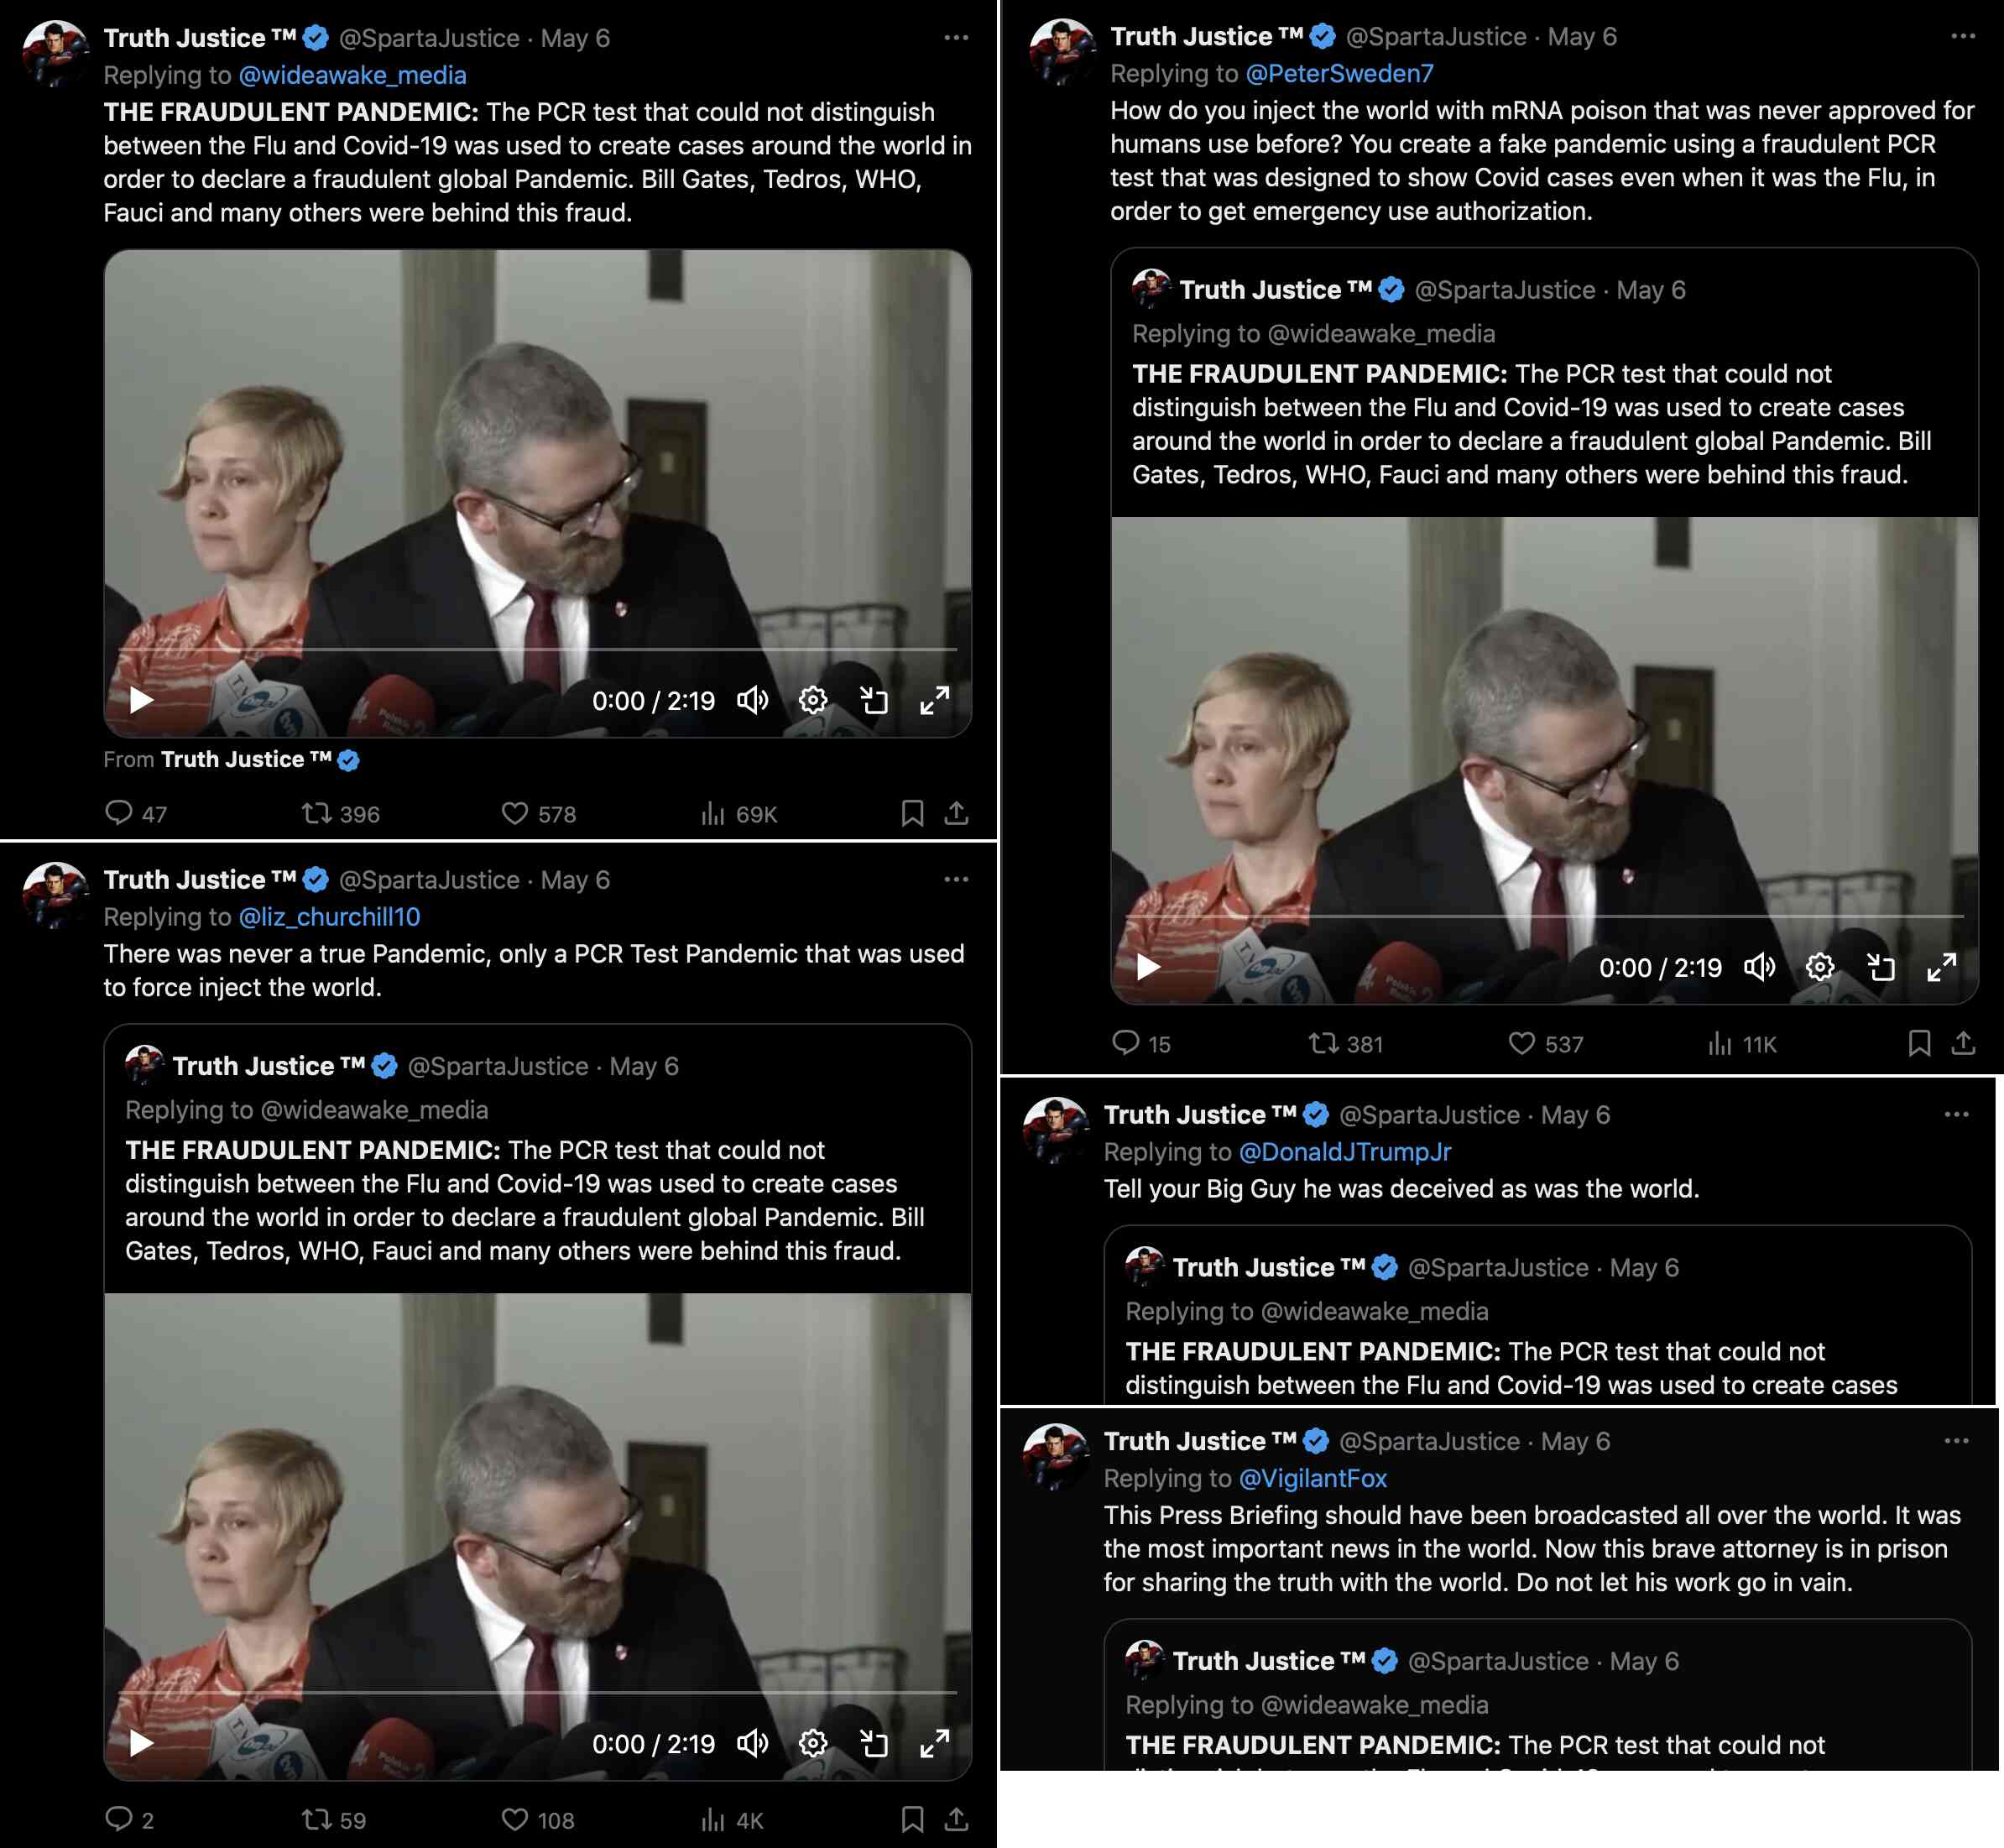 Truth Justice ™ @SpartaJustice · May 6
Replying to @wideawake_media
THE FRAUDULENT PANDEMIC: The PCR test that could not distinguish
between the Flu and Covid-19 was used to create cases around the world in
order to declare a fraudulent global Pandemic. Bill Gates, Tedros, WHO,
Fauci and many others were behind this fraud.
0:00 / 2:19
From Truth Justice ™
47 396 578 69K
Truth Justice ™ @SpartaJustice · May 6
Replying to @liz_churchill10
There was never a true Pandemic, only a PCR Test Pandemic that was used
to force inject the world.
Truth Justice ™ @SpartaJustice · May 6
Replying to @wideawake_media
THE FRAUDULENT PANDEMIC: The PCR test that could not
distinguish between the Flu and Covid-19 was used to create cases
around the world in order to declare a fraudulent global Pandemic. Bill
Gates, Tedros, WHO, Fauci and many others were behind this fraud.
0:00 / 2:19
2 59 108 4K
Truth Justice ™ @SpartaJustice · May 6
Replying to @PeterSweden7
How do you inject the world with mRNA poison that was never approved for
humans use before? You create a fake pandemic using a fraudulent PCR
test that was designed to show Covid cases even when it was the Flu, in
order to get emergency use authorization.
Truth Justice ™ @SpartaJustice · May 6
Replying to @wideawake_media
THE FRAUDULENT PANDEMIC: The PCR test that could not
distinguish between the Flu and Covid-19 was used to create cases
around the world in order to declare a fraudulent global Pandemic. Bill
Gates, Tedros, WHO, Fauci and many others were behind this fraud.
0:00 / 2:19
15 381 537 11K
Truth Justice ™ @SpartaJustice · May 6
Replying to @DonaldJTrumpJr
Tell your Big Guy he was deceived as was the world.
Truth Justice ™ @SpartaJustice · May 6
Replying to @wideawake_media
THE FRAUDULENT PANDEMIC: The PCR test that could not
distinguish between the Flu and Covid-19 was used to create cases
Truth Justice ™ @SpartaJustice · May 6
Replying to @VigilantFox
This Press Briefing should have been broadcasted all over the world. It was
the most important news in the world. Now this brave attorney is in prison
for sharing the truth with the world. Do not let his work go in vain.
Truth Justice ™ @SpartaJustice · May 6
Replying to @wideawake_media
THE FRAUDULENT PANDEMIC: The PCR test that could not